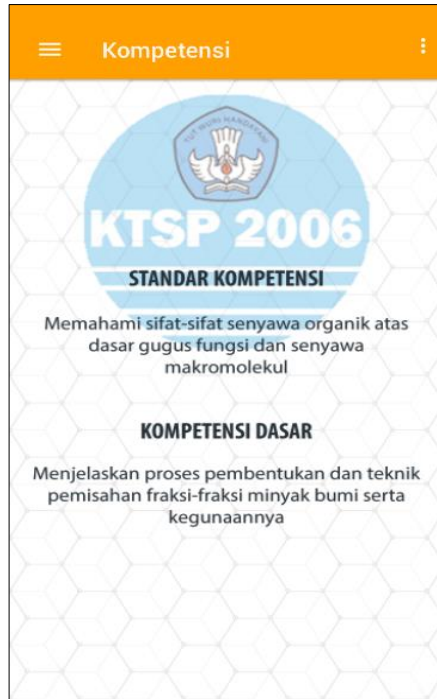 Kompetensi
TUT WURI HANDAYANI
KTSP 2006
STANDAR KOMPETENSI
Memahami sifat-sifat senyawa organik atas
dasar gugus fungsi dan senyawa
makromolekul
KOMPETENSI DASAR
Menjelaskan proses pembentukan dan teknik
pemisahan fraksi-fraksi minyak bumi serta
kegunaannya